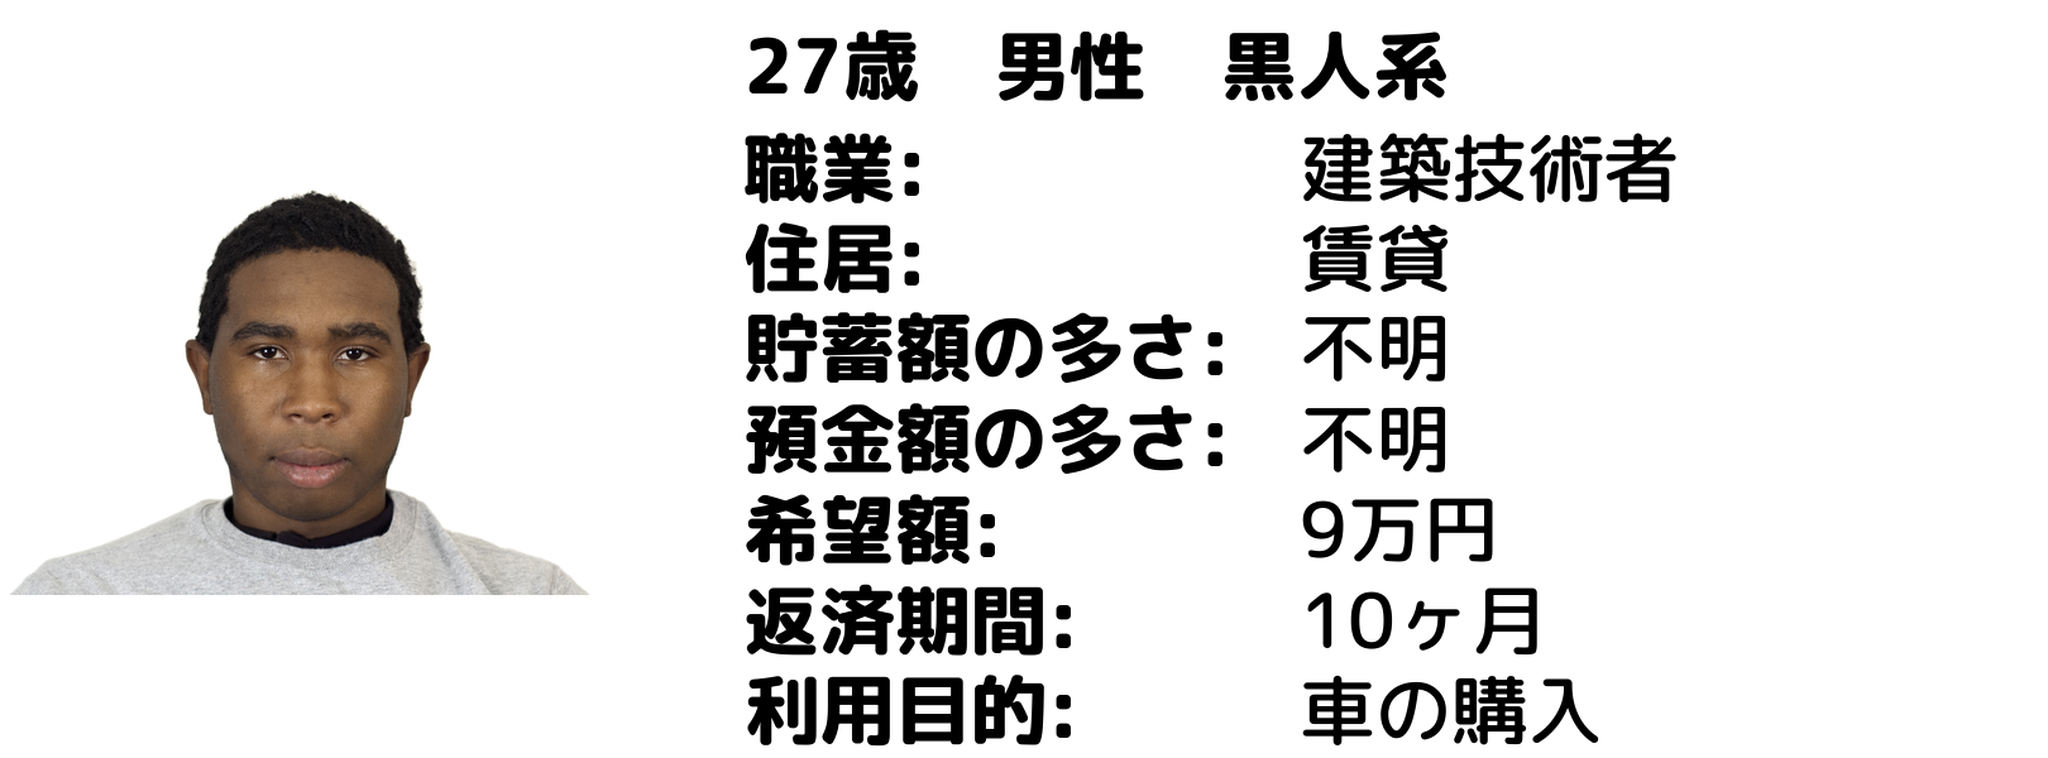 27歳　男性　黒人系
職業: 建築技術者
住居: 賃貸
貯蓄額の多さ: 不明
預金額の多さ: 不明
希望額: 9万円
返済期間: 10ヶ月
利用目的: 車の購入